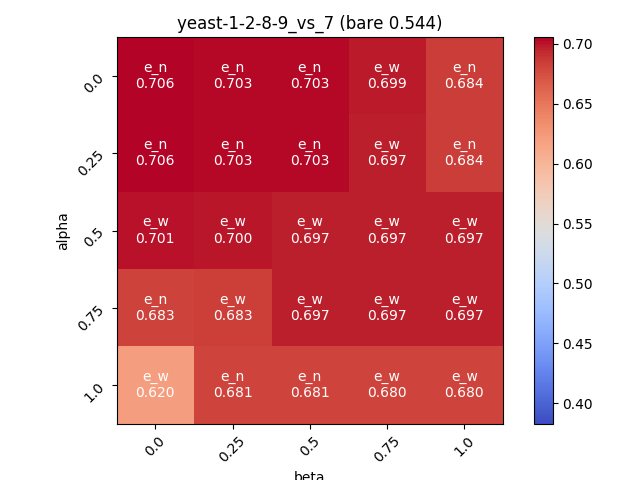 yeast-1-2-8-9_vs_7 (bare 0.544)
e_n e_n e_n e_w e_n
0.0 0.706 0.703 0.703 0.699 0.684
e_n e_n e_n e_w e_n
0.25 0.706 0.703 0.703 0.697 0.684
e_w e_w e_w e_w e_w
0.5 0.701 0.700 0.697 0.697 0.697
e_n e_w e_w e_w e_w
0.75 0.683 0.683 0.697 0.697 0.697
e_w e_n e_n e_w e_w
1.0 0.620 0.681 0.681 0.680 0.680
alpha
0.0 0.25 0.5 0.75 1.0
beta
0.70
0.65
0.60
0.55
0.50
0.45
0.40